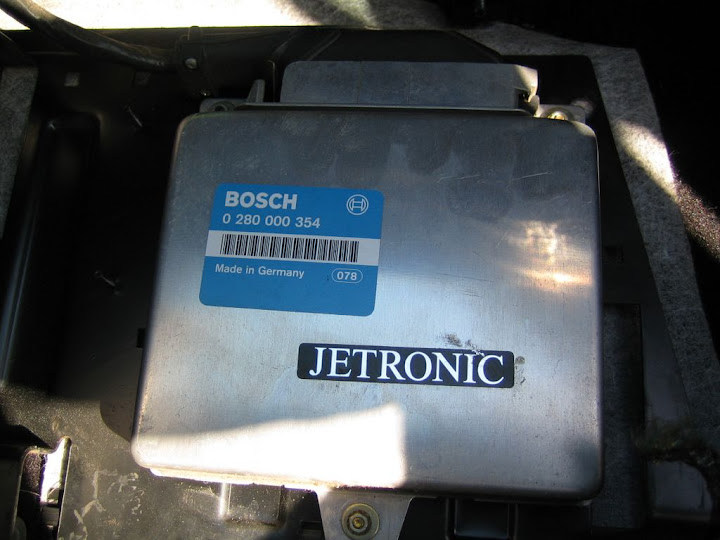 BOSCH
0 280 000 354
Made in Germany 078
JETRONIC